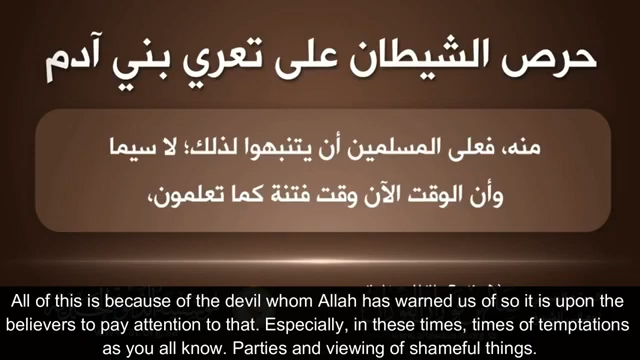 حرص الشيطان على تعري بني آدم
منه، فعلى المسلمين أن يتنبهوا لذلك؛ لا سيما
وأن الوقت الآن وقت فتنة كما تعلمون،
All of this is because of the devil whom Allah has warned us of so it is upon the
believers to pay attention to that. Especially, in these times, times of temptations
as you all know. Parties and viewing of shameful things.